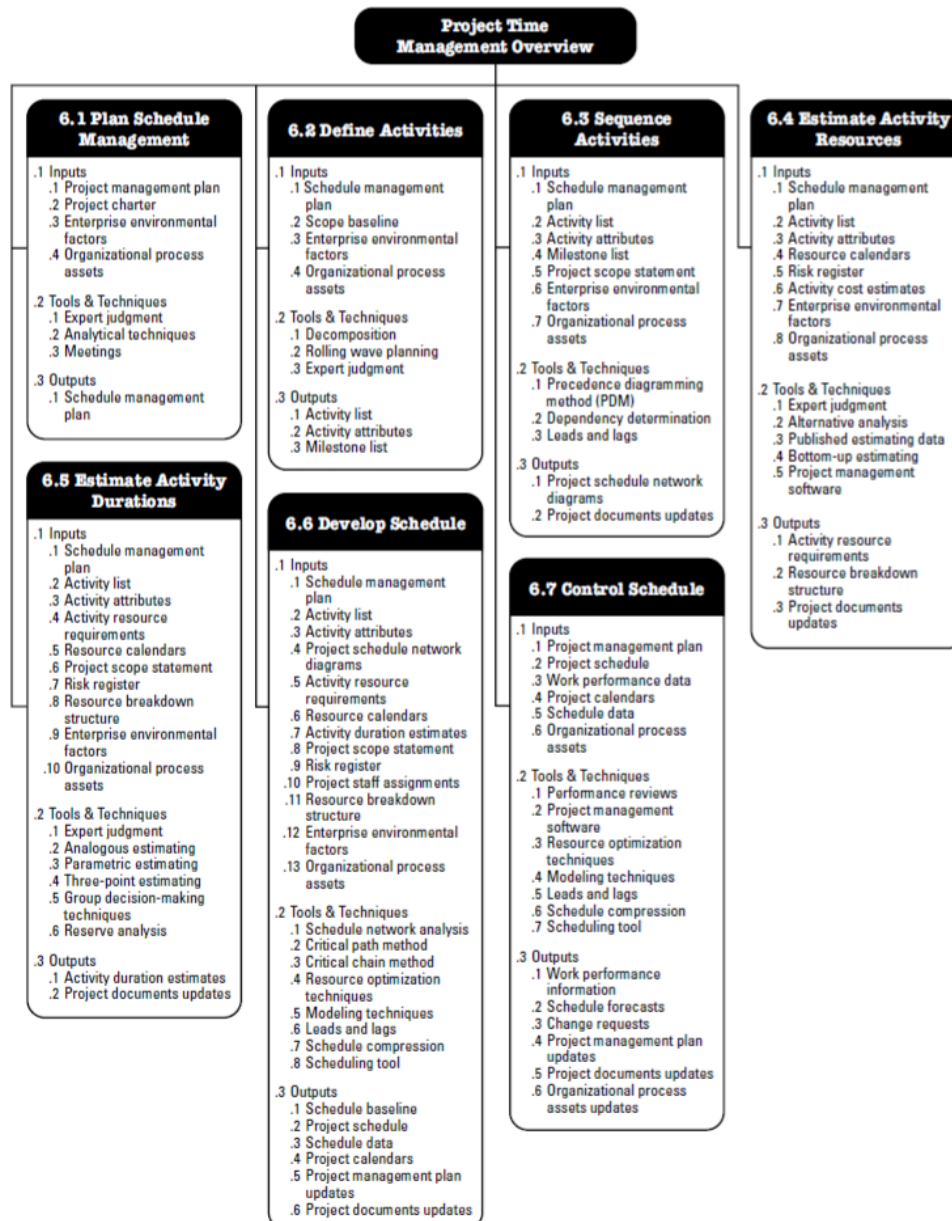 Project Time
Management Overview
6.1 Plan Schedule
Management
.1 Inputs
.1 Project management plan
.2 Project charter
.3 Enterprise environmental
factors
.4 Organizational process
assets
.2 Tools & Techniques
.1 Expert judgment
.2 Analytical techniques
.3 Meetings
.3 Outputs
.1 Schedule management
plan
6.2 Define Activities
.1 Inputs
.1 Schedule management
plan
.2 Scope baseline
.3 Enterprise environmental
factors
.4 Organizational process
assets
.2 Tools & Techniques
.1 Decomposition
.2 Rolling wave planning
.3 Expert judgment
.3 Outputs
.1 Activity list
.2 Activity attributes
.3 Milestone list
6.3 Sequence
Activities
.1 Inputs
.1 Schedule management
plan
.2 Activity list
.3 Activity attributes
.4 Milestone list
.5 Project scope statement
.6 Enterprise environmental
factors
.7 Organizational process
assets
.2 Tools & Techniques
.1 Precedence diagramming
method (PDM)
.2 Dependency determination
.3 Leads and lags
.3 Outputs
.1 Project schedule network
diagrams
.2 Project documents updates
6.4 Estimate Activity
Resources
.1 Inputs
.1 Schedule management
plan
.2 Activity list
.3 Activity attributes
.4 Resource calendars
.5 Risk register
.6 Activity cost estimates
.7 Enterprise environmental
factors
.8 Organizational process
assets
.2 Tools & Techniques
.1 Expert judgment
.2 Alternative analysis
.3 Published estimating data
.4 Bottom-up estimating
.5 Project management
software
.3 Outputs
.1 Activity resource
requirements
.2 Resource breakdown
structure
.3 Project documents
updates
6.5 Estimate Activity
Durations
.1 Inputs
.1 Schedule management
plan
.2 Activity list
.3 Activity attributes
.4 Activity resource
requirements
.5 Resource calendars
.6 Project scope statement
.7 Risk register
.8 Resource breakdown
structure
.9 Enterprise environmental
factors
.10 Organizational process
assets
.2 Tools & Techniques
.1 Expert judgment
.2 Analogous estimating
.3 Parametric estimating
.4 Three-point estimating
.5 Group decision-making
techniques
.6 Reserve analysis
.3 Outputs
.1 Activity duration estimates
.2 Project documents updates
6.6 Develop Schedule
.1 Inputs
.1 Schedule management
plan
.2 Activity list
.3 Activity attributes
.4 Project schedule network
diagrams
.5 Activity resource
requirements
.6 Resource calendars
.7 Activity duration estimates
.8 Project scope statement
.9 Risk register
.10 Project staff assignments
.11 Resource breakdown
structure
.12 Enterprise environmental
factors
.13 Organizational process
assets
.2 Tools & Techniques
.1 Schedule network analysis
.2 Critical path method
.3 Critical chain method
.4 Resource optimization
techniques
.5 Modeling techniques
.6 Leads and lags
.7 Schedule compression
.8 Scheduling tool
.3 Outputs
.1 Schedule baseline
.2 Project schedule
.3 Schedule data
.4 Project calendars
.5 Project management plan
updates
.6 Project documents updates
6.7 Control Schedule
.1 Inputs
.1 Project management plan
.2 Project schedule
.3 Work performance data
.4 Project calendars
.5 Schedule data
.6 Organizational process
assets
.2 Tools & Techniques
.1 Performance reviews
.2 Project management
software
.3 Resource optimization
techniques
.4 Modeling techniques
.5 Leads and lags
.6 Schedule compression
.7 Scheduling tool
.3 Outputs
.1 Work performance
information
.2 Schedule forecasts
.3 Change requests
.4 Project management plan
updates
.5 Project documents updates
.6 Organizational process
assets updates